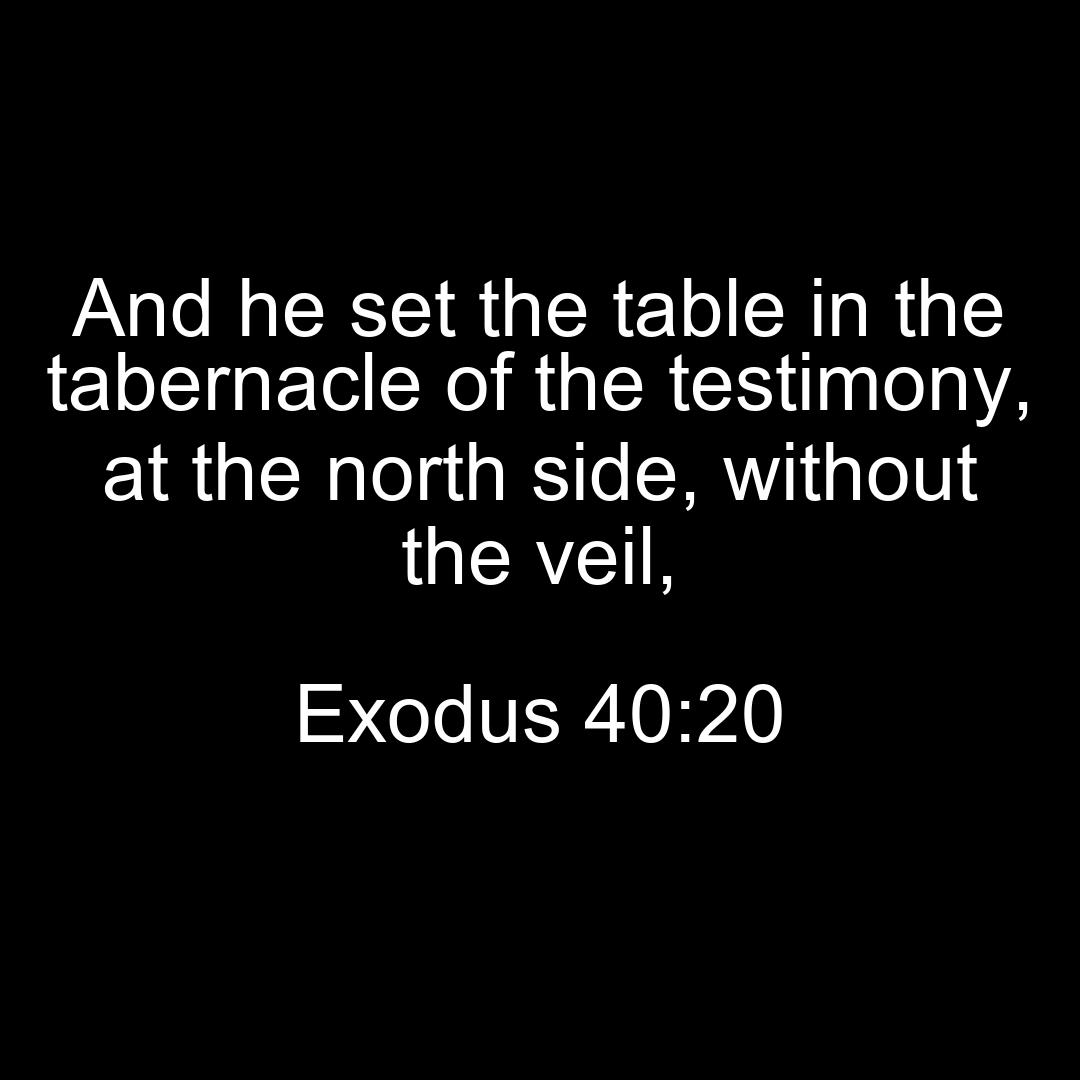 And he set the table in the
tabernacle of the testimony,
at the north side, without
the veil,
Exodus 40:20